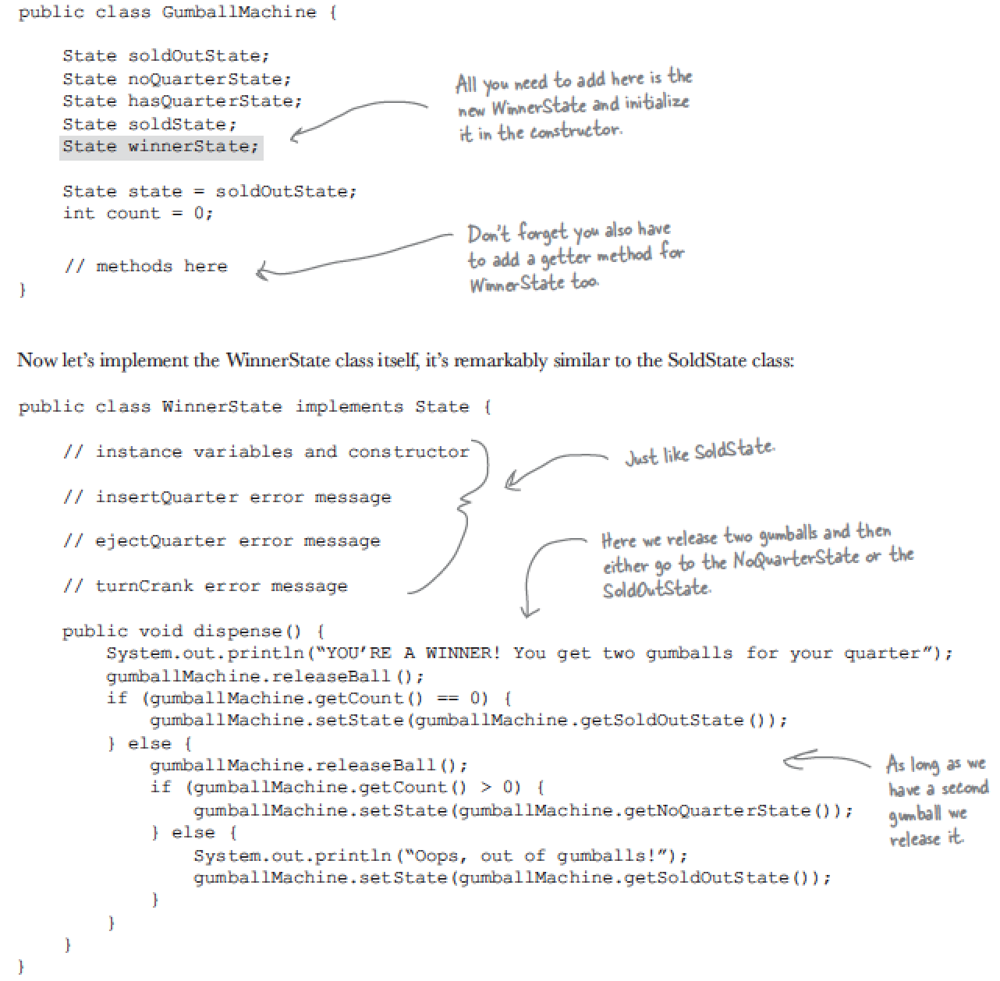 public class GumballMachine {
State soldOutState;
State noQuarterState;
State hasQuarterState;
State soldState;
State winnerState;
All you need to add here is the
new WinnerState and initialize
it in the constructor.
State state = soldOutState;
int count = 0;
// methods here
}
Don't forget you also have
to add a getter method for
WinnerState too.
Now let's implement the WinnerState class itself, it's remarkably similar to the SoldState class:
public class WinnerState implements State {
// instance variables and constructor
// insertQuarter error message
// ejectQuarter error message
// turnCrank error message
Just like SoldState.
Here we release two gumballs and then
either go to the NoQuarterState or the
SoldOutState.
public void dispense() {
System.out.println(“YOU’RE A WINNER! You get two gumballs for your quarter”);
gumballMachine.releaseBall();
if (gumballMachine.getCount() == 0) {
gumballMachine.setState(gumballMachine.getSoldOutState());
} else {
gumballMachine.releaseBall();
if (gumballMachine.getCount() > 0) {
gumballMachine.setState(gumballMachine.getNoQuarterState());
} else {
System.out.println(“Oops, out of gumballs!”);
gumballMachine.setState(gumballMachine.getSoldOutState());
}
}
}
}
As long as we
have a second
gumball we
release it.